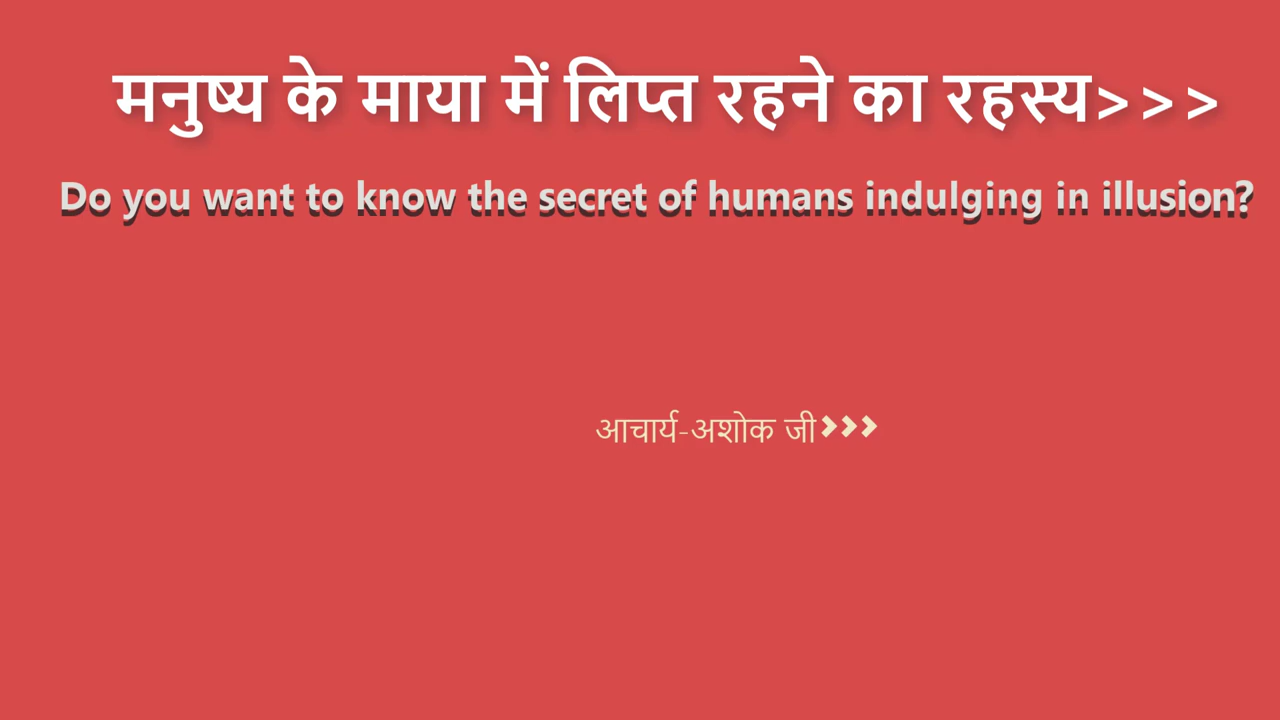 मनुष्य के माया में लिप्त रहने का रहस्य>>>
Do you want to know the secret of humans indulging in illusion?
आचार्य-अशोक जी>>>